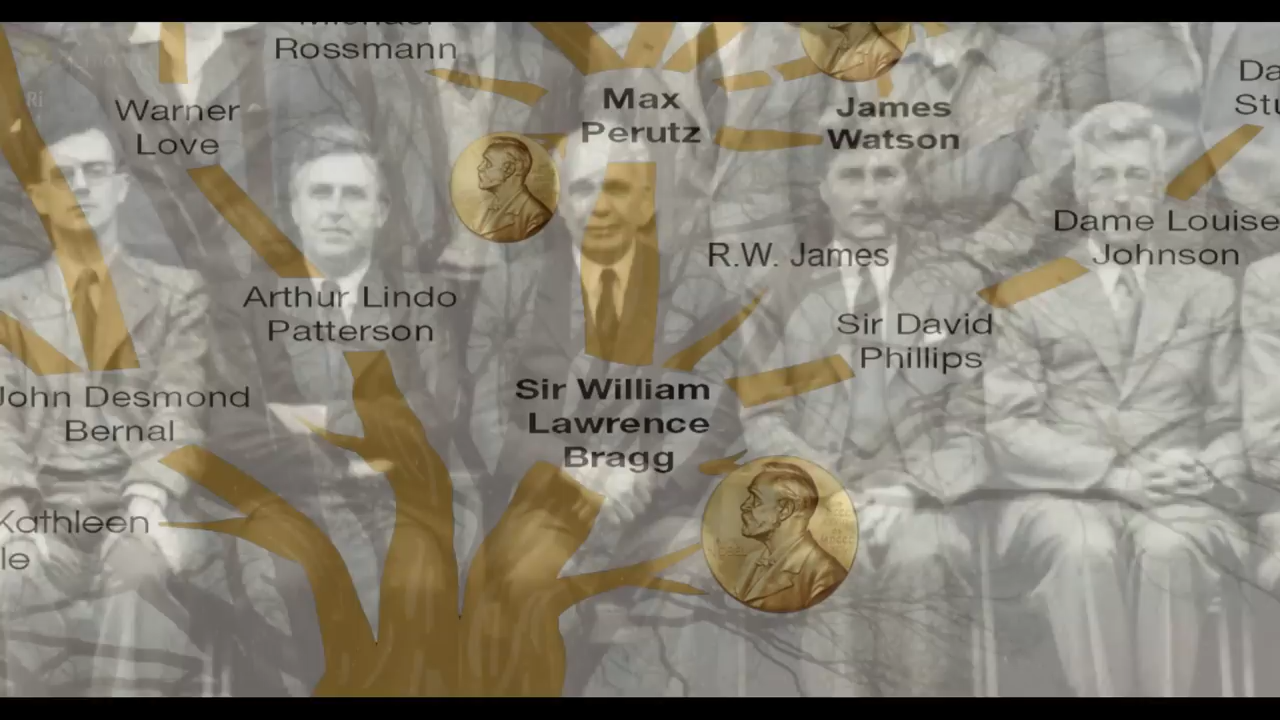 Rossmann
Max
Perutz
James
Watson
Warner
Love
Ri
Dame Louise
Johnson
R.W. James
Arthur Lindo
Patterson
Sir David
Phillips
John Desmond
Bernal
Sir William
Lawrence
Bragg
Kathleen